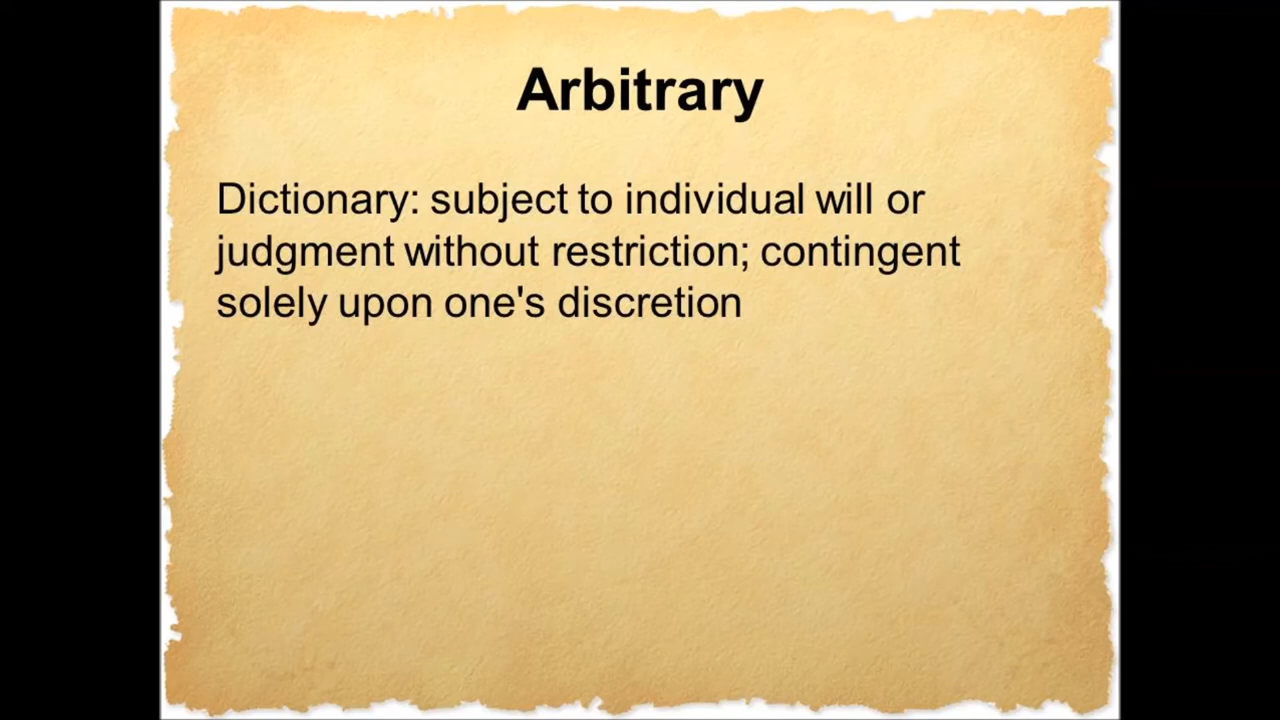 Arbitrary
Dictionary: subject to individual will or
judgment without restriction; contingent
solely upon one's discretion